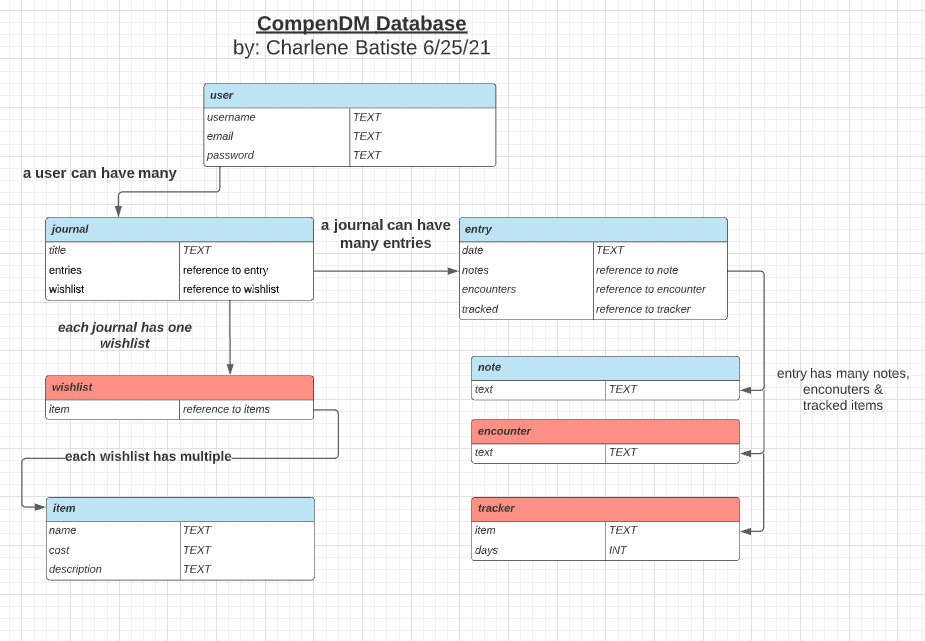 CompenDM Database
by: Charlene Batiste 6/25/21
user
username TEXT
email TEXT
password TEXT
a user can have many
journal
title TEXT
entries reference to entry
wishlist reference to wishlist
a journal can have
many entries
entry
date TEXT
notes reference to note
encounters reference to encounter
tracked reference to tracker
each journal has one
wishlist
wishlist
item reference to items
each wishlist has multiple
item
name TEXT
cost TEXT
description TEXT
note
text TEXT
encounter
text TEXT
tracker
item TEXT
days INT
entry has many notes,
enconuters &
tracked items